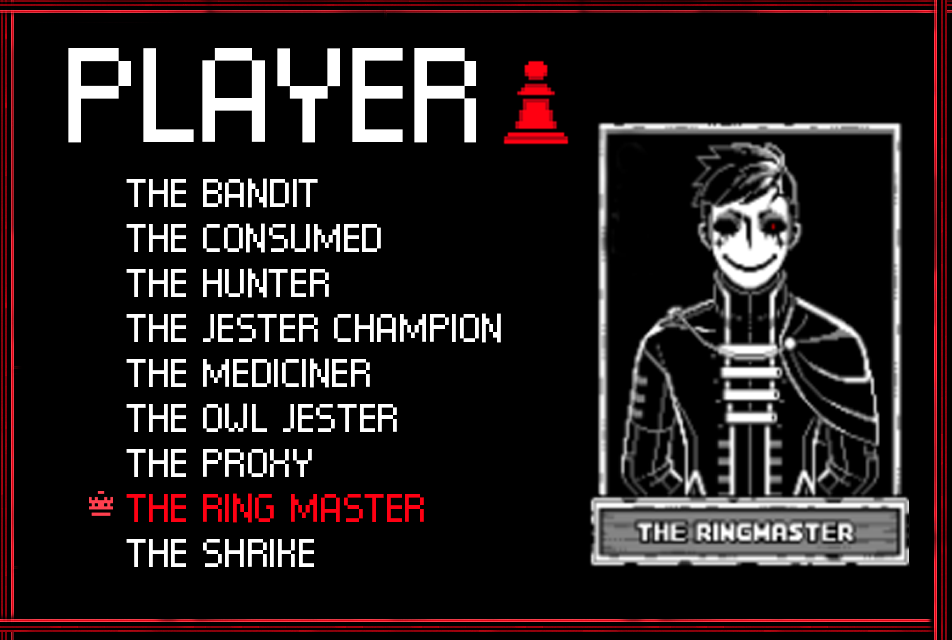 PLAYER
THE BANDIT
THE CONSUMED
THE HUNTER
THE JESTER CHAMPION
THE MEDICINER
THE OWL JESTER
THE PROXY
THE RING MASTER
THE SHRIKE
THE RINGMASTER